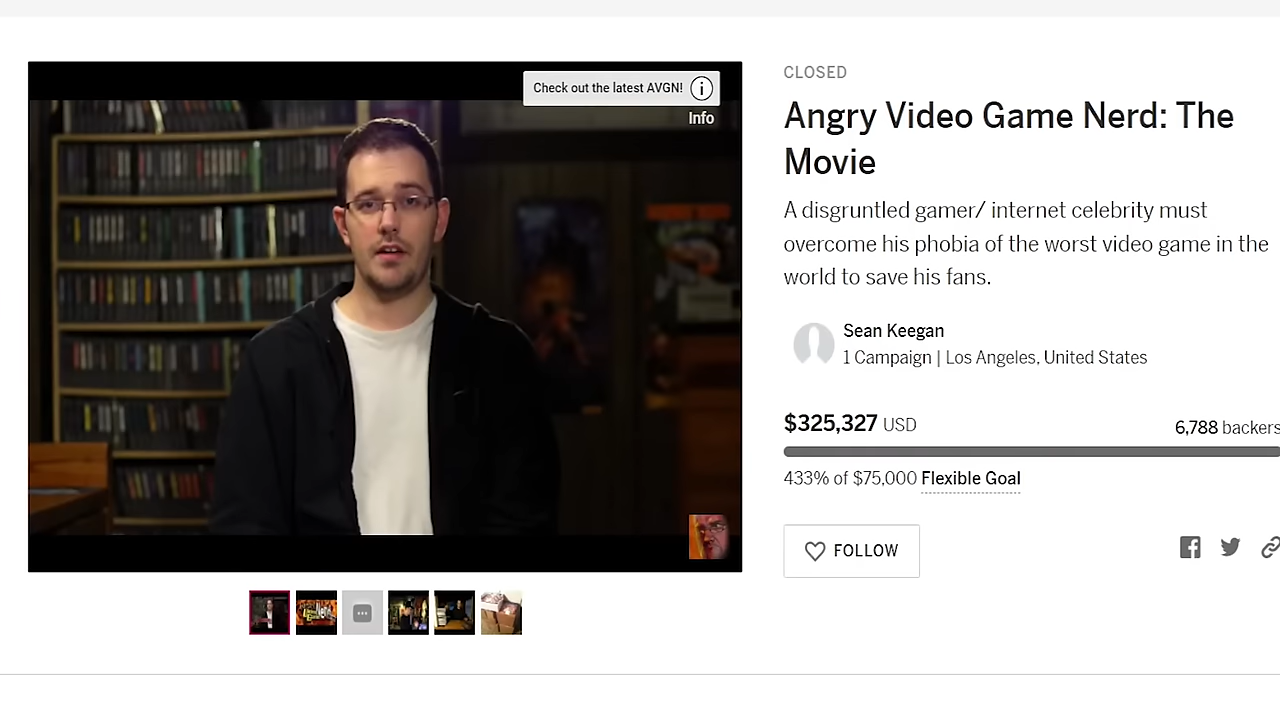 Check out the latest AVGN!
Info
CLOSED
Angry Video Game Nerd: The
Movie
A disgruntled gamer/ internet celebrity must
overcome his phobia of the worst video game in the
world to save his fans.
Sean Keegan
1 Campaign | Los Angeles, United States
$325,327 USD
6,788 backers
433% of $75,000 Flexible Goal
FOLLOW